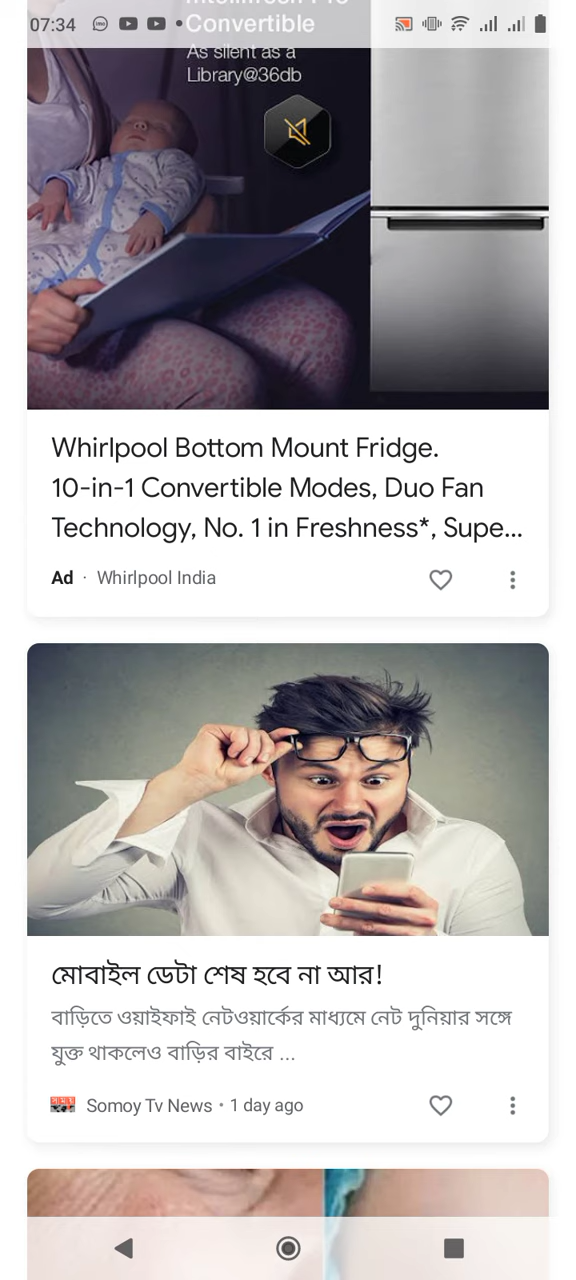 07:34
Convertible
As silent as a
Library@36db
Whirlpool Bottom Mount Fridge.
10-in-1 Convertible Modes, Duo Fan
Technology, No. 1 in Freshness*, Supe...
Ad · Whirlpool India
মোবাইল ডেটা শেষ হবে না আর!
বাড়িতে ওয়াইফাই নেটওয়ার্কের মাধ্যমে নেট দুনিয়ার সঙ্গে
যুক্ত থাকলেও বাড়ির বাইরে ...
Somoy Tv News · 1 day ago